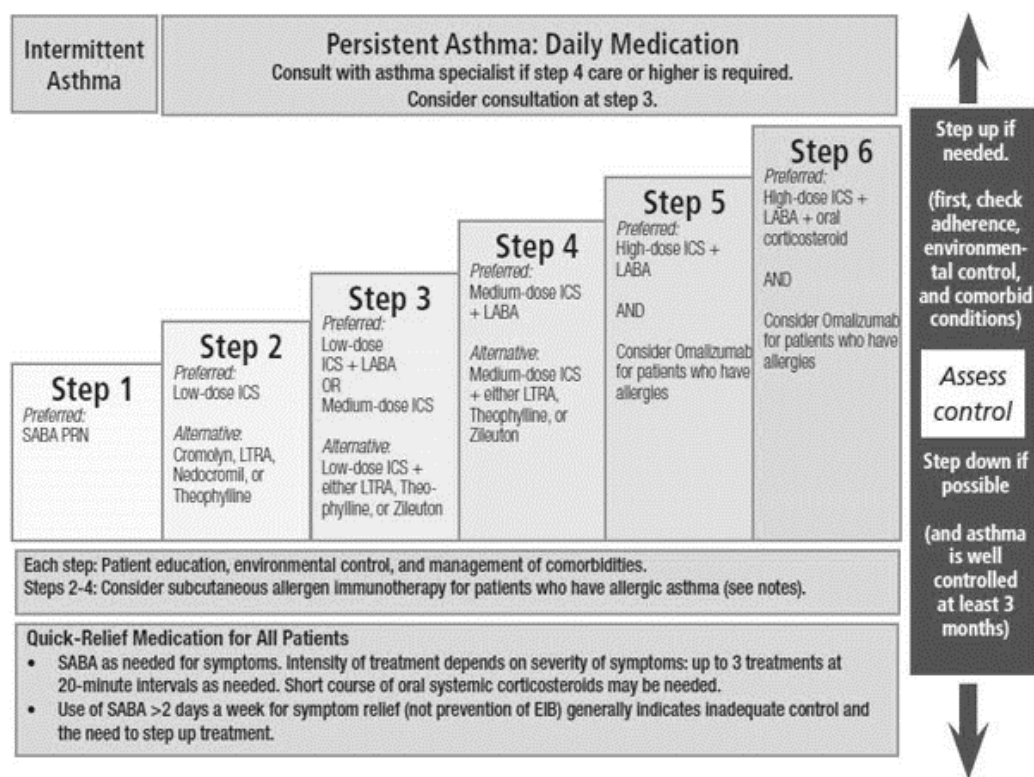 Intermittent
Asthma
Persistent Asthma: Daily Medication
Consult with asthma specialist if step 4 care or higher is required.
Consider consultation at step 3.
Step 1
Preferred:
SABA PRN
Step 2
Preferred:
Low-dose ICS
Alternative:
Cromolyn, LTRA,
Nedocromil, or
Theophylline
Step 3
Preferred:
Low-dose
ICS + LABA
OR
Medium-dose ICS
Alternative:
Low-dose ICS +
either LTRA, Theo-
phylline, or Zileuton
Step 4
Preferred:
Medium-dose ICS
+ LABA
Alternative:
Medium-dose ICS
+ either LTRA,
Theophylline, or
Zileuton
Step 5
Preferred:
High-dose ICS +
LABA
AND
Consider Omalizumab
for patients who have
allergies
Step 6
Preferred:
High-dose ICS +
LABA + oral
corticosteroid
AND
Consider Omalizumab
for patients who have
allergies
Step up if
needed.
(first, check
adherence,
environmen-
tal control,
and comorbid
conditions)
Assess
control
Step down if
possible
(and asthma
is well
controlled
at least 3
months)
Each step: Patient education, environmental control, and management of comorbidities.
Steps 2-4: Consider subcutaneous allergen immunotherapy for patients who have allergic asthma (see notes).
Quick-Relief Medication for All Patients
• SABA as needed for symptoms. Intensity of treatment depends on severity of symptoms: up to 3 treatments at
20-minute intervals as needed. Short course of oral systemic corticosteroids may be needed.
• Use of SABA >2 days a week for symptom relief (not prevention of EIB) generally indicates inadequate control and
the need to step up treatment.